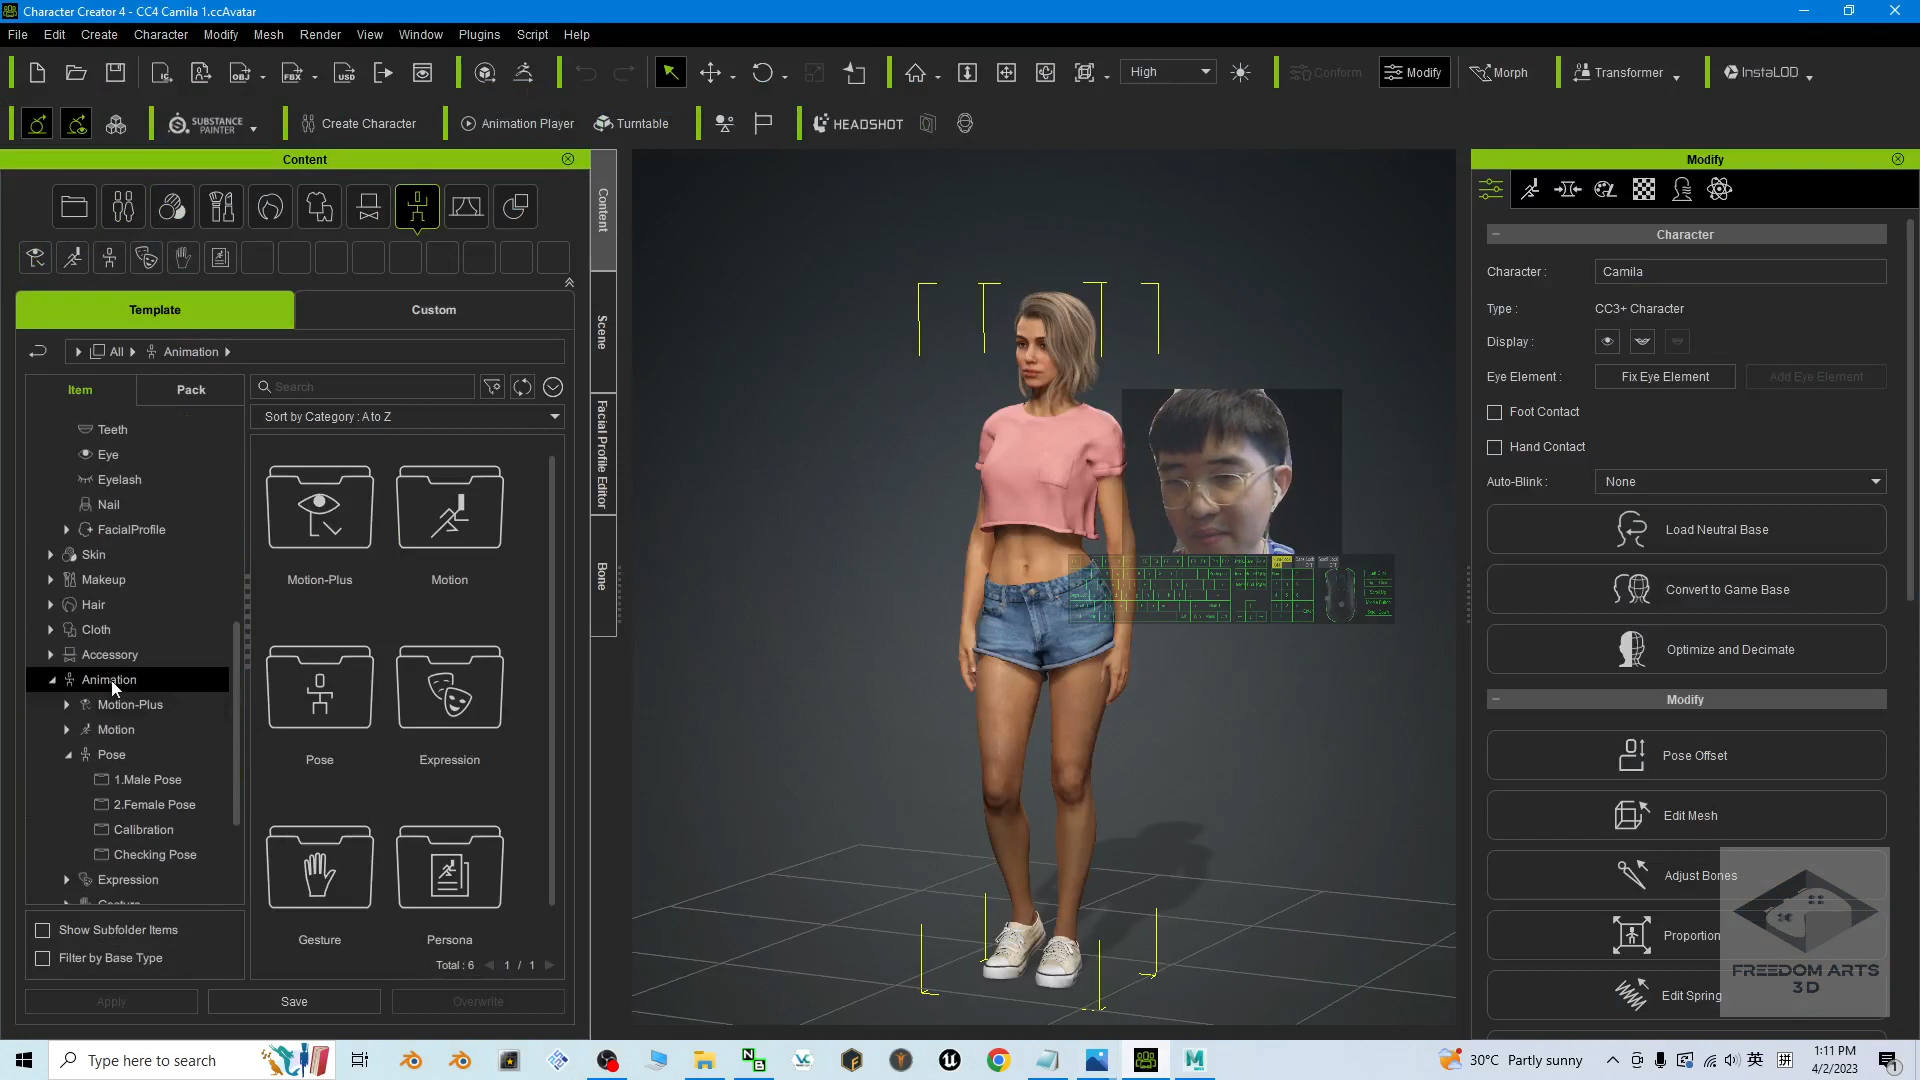 Character Creator 4 - CC4 Camila 1.ccAvatar
File Edit Create Character Modify Mesh Render View Window Plugins Script Help
IC OBJ FBX USD High Conform Modify Morph Transformer InstaLOD
SUBSTANCE PAINTER Create Character Animation Player Turntable HEADSHOT
Content
Template Custom
All Animation
Item Pack Search
Sort by Category : A to Z
Teeth
Eye
Eyelash
Nail
FacialProfile
Skin
Makeup
Hair
Cloth
Accessory
Animation
Motion-Plus
Motion
Pose
1.Male Pose
2.Female Pose
Calibration
Checking Pose
Expression
Gesture
Motion-Plus Motion
Pose Expression
Gesture Persona
Total : 6 1 / 1
Show Subfolder Items
Filter by Base Type
Apply Save Overwrite
Content
Scene
Facial Profile Editor
Bone
Modify
Character
Character : Camila
Type : CC3+ Character
Display :
Eye Element : Fix Eye Element Add Eye Element
Foot Contact
Hand Contact
Auto-Blink : None
Load Neutral Base
Convert to Game Base
Optimize and Decimate
Modify
Pose Offset
Edit Mesh
Adjust Bones
Proportion
Edit Spring
FREEDOM ARTS
3D
Type here to search
30°C Partly sunny
英 拼
1:11 PM
4/2/2023
1